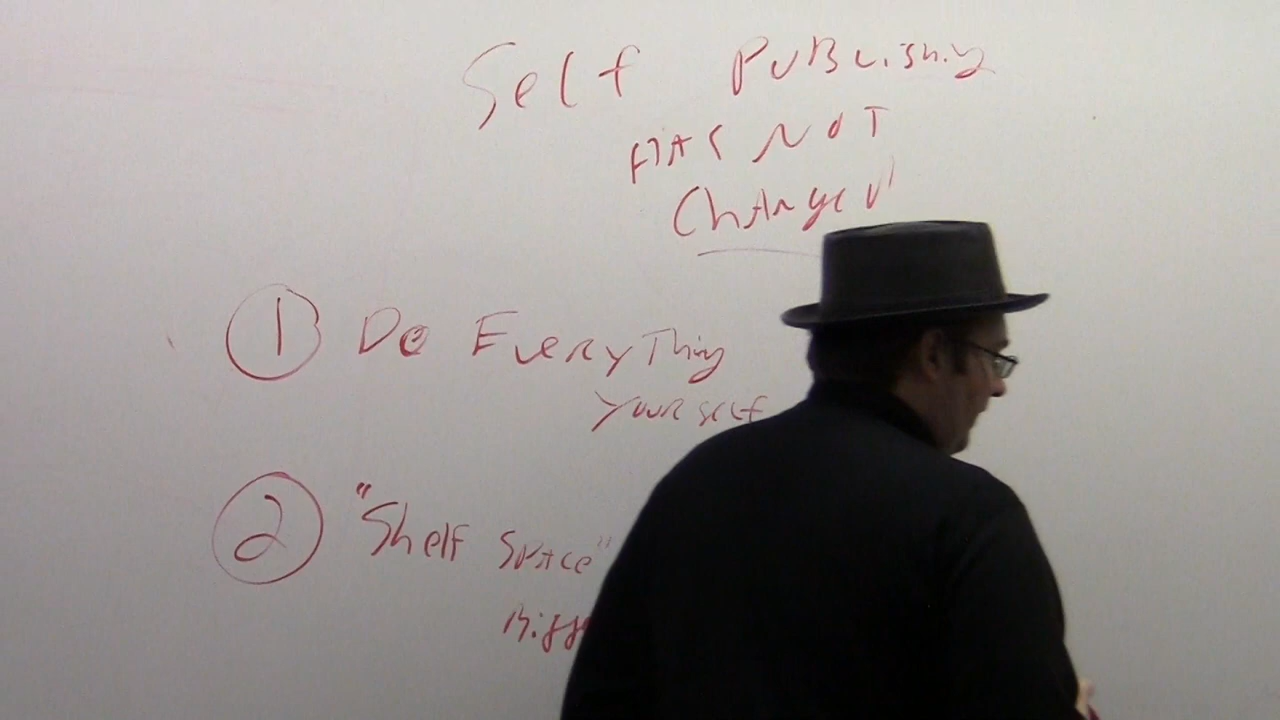 Self PuBLiShing
HAS NOT
ChAngeD"
1 Do EveryThing
YourSelf
2 "Shelf SPAce"